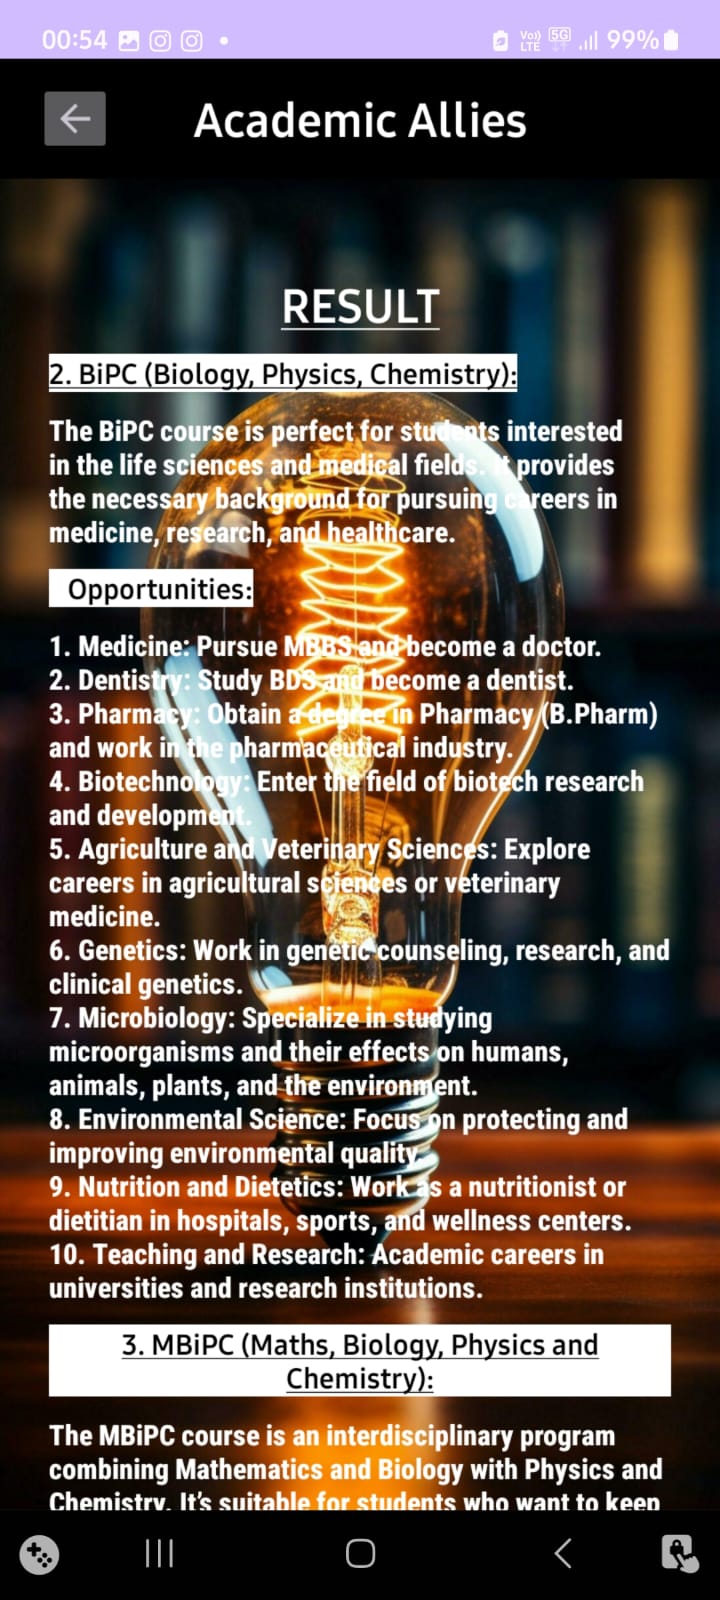 00:54
Vo)) LTE 5G 99%
Academic Allies
RESULT
2. BiPC (Biology, Physics, Chemistry):
The BiPC course is perfect for students interested
in the life sciences and medical fields. It provides
the necessary background for pursuing careers in
medicine, research, and healthcare.
Opportunities:
1. Medicine: Pursue MBBS and become a doctor.
2. Dentistry: Study BDS and become a dentist.
3. Pharmacy: Obtain a degree in Pharmacy (B.Pharm)
and work in the pharmaceutical industry.
4. Biotechnology: Enter the field of biotech research
and development.
5. Agriculture and Veterinary Sciences: Explore
careers in agricultural sciences or veterinary
medicine.
6. Genetics: Work in genetic counseling, research, and
clinical genetics.
7. Microbiology: Specialize in studying
microorganisms and their effects on humans,
animals, plants, and the environment.
8. Environmental Science: Focus on protecting and
improving environmental quality.
9. Nutrition and Dietetics: Work as a nutritionist or
dietitian in hospitals, sports, and wellness centers.
10. Teaching and Research: Academic careers in
universities and research institutions.
3. MBiPC (Maths, Biology, Physics and
Chemistry):
The MBiPC course is an interdisciplinary program
combining Mathematics and Biology with Physics and
Chemistry. It's suitable for students who want to keep